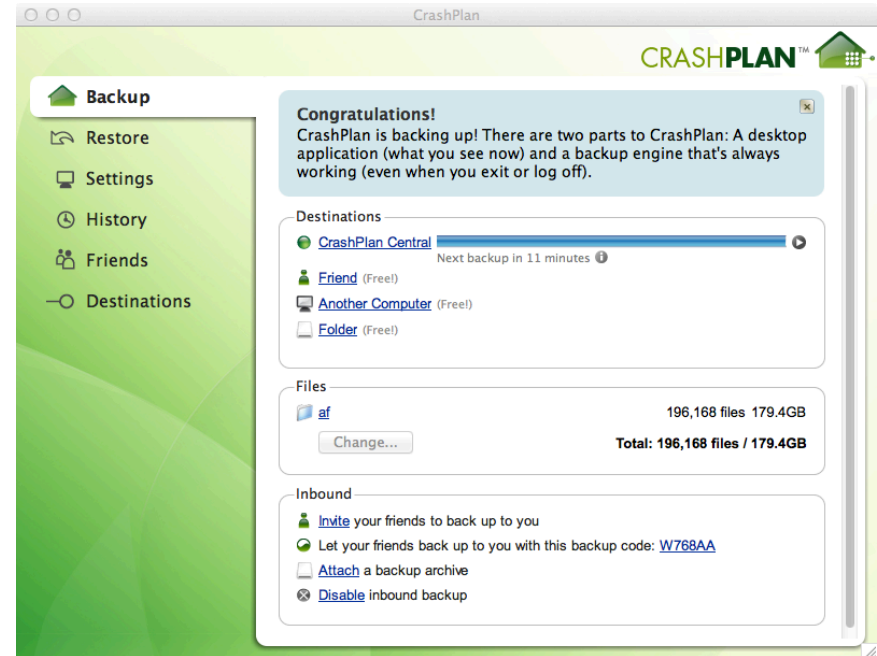 CrashPlan
CRASHPLAN™
Backup
Restore
Settings
History
Friends
Destinations
Congratulations!
CrashPlan is backing up! There are two parts to CrashPlan: A desktop
application (what you see now) and a backup engine that's always
working (even when you exit or log off).
Destinations
CrashPlan Central
Next backup in 11 minutes
Friend (Free!)
Another Computer (Free!)
Folder (Free!)
Files
af 196,168 files 179.4GB
Change... Total: 196,168 files / 179.4GB
Inbound
Invite your friends to back up to you
Let your friends back up to you with this backup code: W768AA
Attach a backup archive
Disable inbound backup